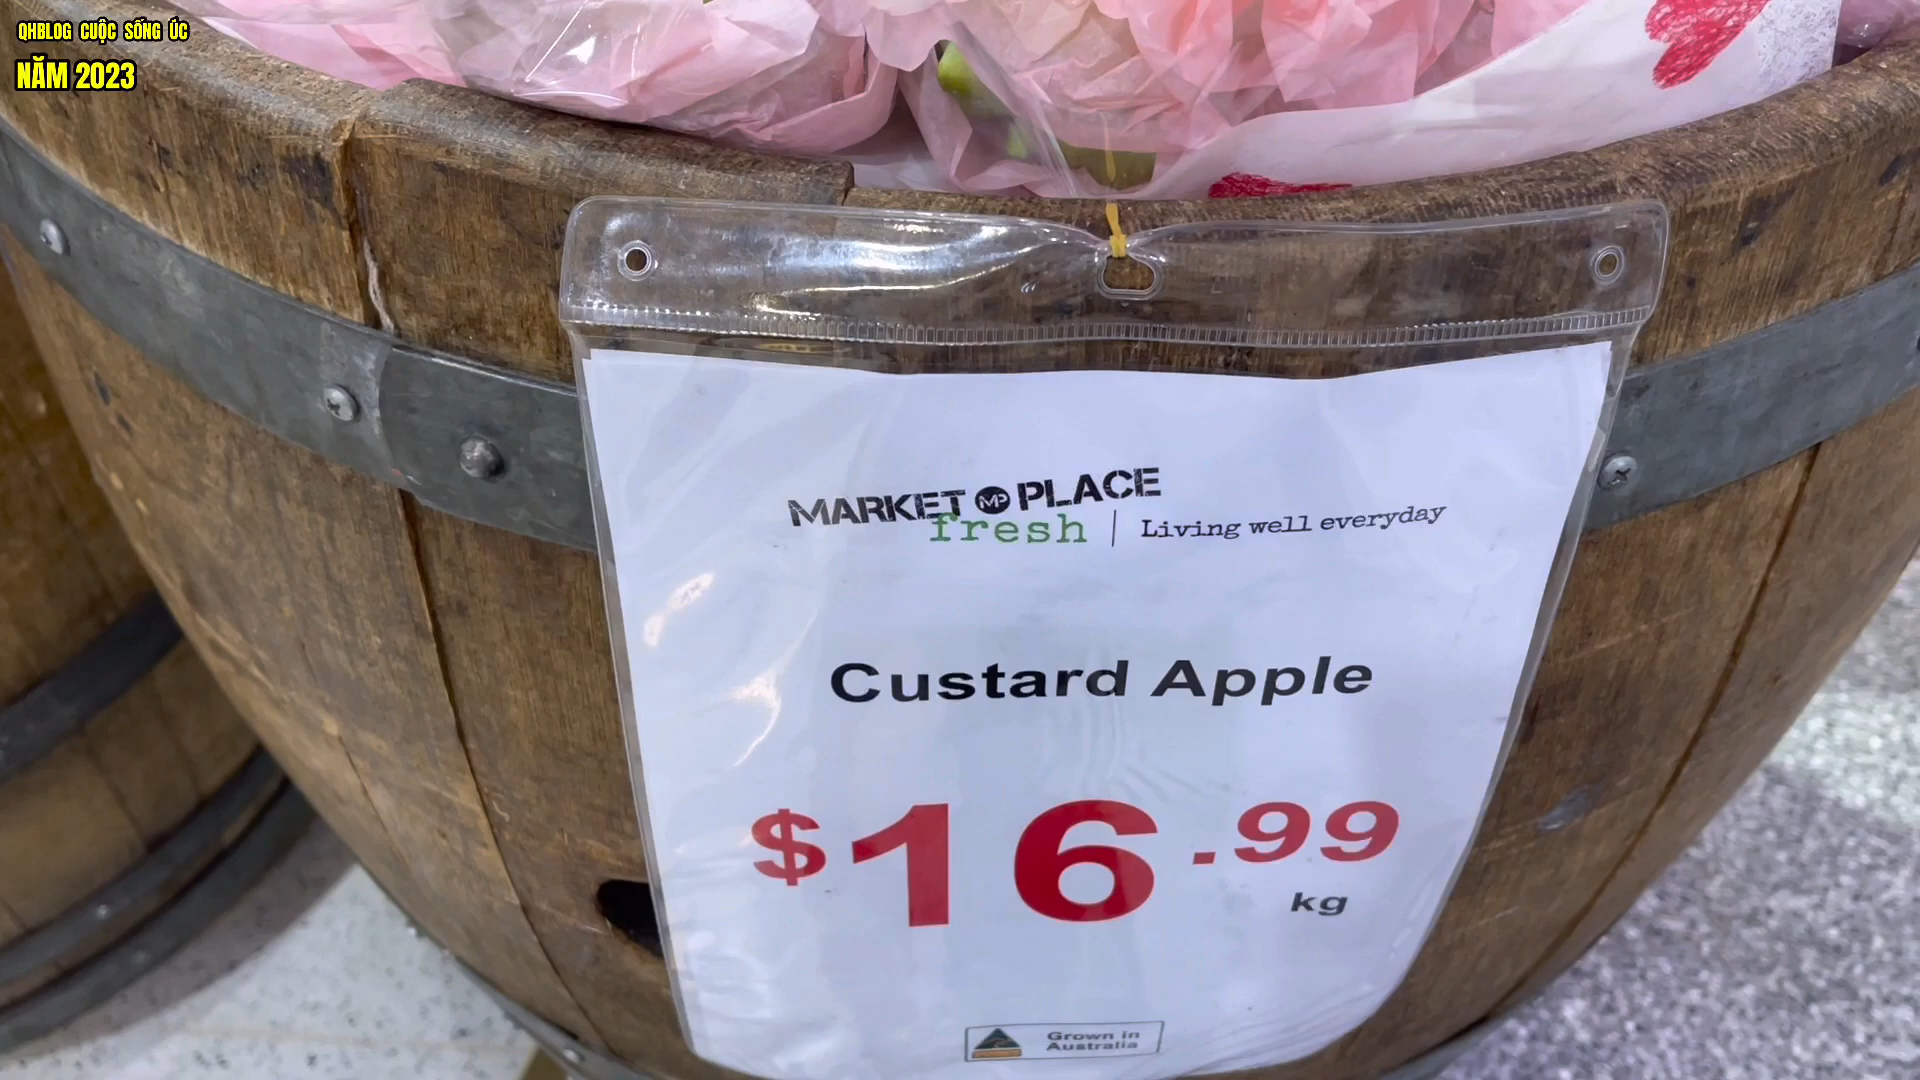 QHBLOG CUỘC SỐNG ÚC
NĂM 2023
MARKET MP PLACE
fresh | Living well everyday
Custard Apple
$16.99
kg
Grown in
Australia